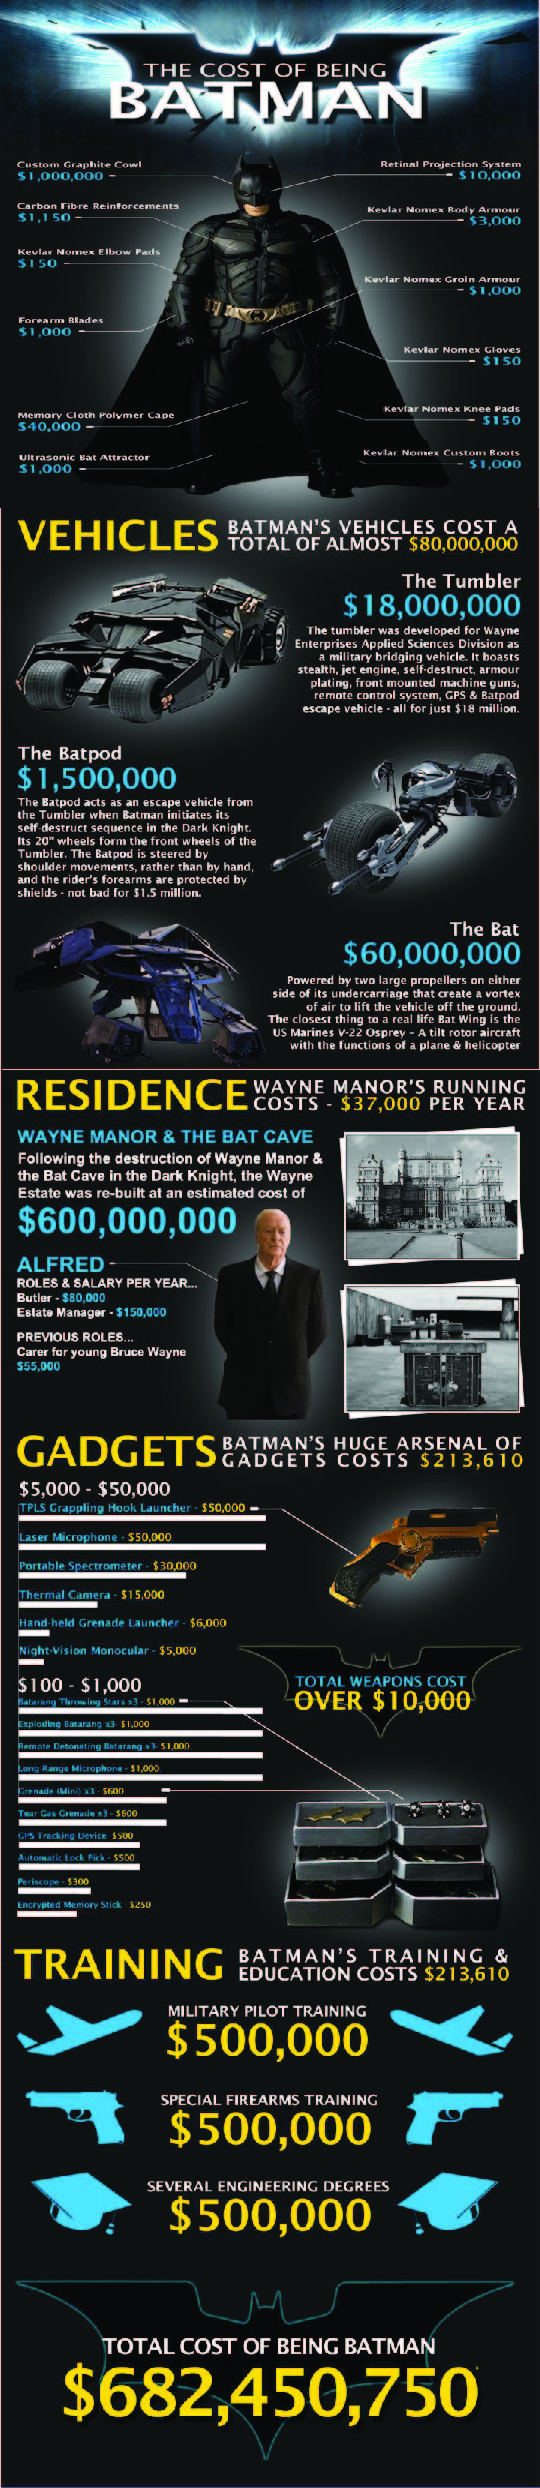 THE COST OF BEING
BATMAN
Custom Graphite Cowl
$1,000,000
Retinal Projection System
$10,000
Carbon Fibre Reinforcements
$1,150
Kevlar Nomex Body Armour
$3,000
Kevlar Nomex Elbow Pads
$150
Kevlar Nomex Groin Armour
$1,000
Forearm Blades
$1,000
Kevlar Nomex Gloves
$150
Memory Cloth Polymer Cape
$40,000
Kevlar Nomex Knee Pads
$150
Ultrasonic Bat Attractor
$1,000
Kevlar Nomex Custom Boots
$1,000
VEHICLES
BATMAN'S VEHICLES COST A
TOTAL OF ALMOST $80,000,000
The Tumbler
$18,000,000
The tumbler was developed for Wayne
Enterprises Applied Sciences Division as
a military bridging vehicle. It boasts
stealth, jet engine, self-destruct, armour
plating, front mounted machine guns,
remote control system, GPS & Batpod
escape vehicle - all for just $18 million.
The Batpod
$1,500,000
The Batpod acts as an escape vehicle from
the Tumbler when Batman initiates its
self-destruct sequence in the Dark Knight.
Its 20" wheels form the front wheels of the
Tumbler. The Batpod is steered by
shoulder movements, rather than by hand,
and the rider's forearms are protected by
shields - not bad for $1.5 million.
The Bat
$60,000,000
Powered by two large propellers on either
side of its undercarriage that create a vortex
of air to lift the vehicle off the ground.
The closest thing to a real life Bat Wing is the
US Marines V-22 Osprey - A tilt rotor aircraft
with the functions of a plane & helicopter
RESIDENCE
WAYNE MANOR'S RUNNING
COSTS - $37,000 PER YEAR
WAYNE MANOR & THE BAT CAVE
Following the destruction of Wayne Manor &
the Bat Cave in the Dark Knight, the Wayne
Estate was re-built at an estimated cost of
$600,000,000
ALFRED
ROLES & SALARY PER YEAR...
Butler - $80,000
Estate Manager - $150,000
PREVIOUS ROLES...
Carer for young Bruce Wayne
$55,000
GADGETS
BATMAN'S HUGE ARSENAL OF
GADGETS COSTS $213,610
$5,000 - $50,000
TPLS Grappling Hook Launcher - $50,000
Laser Microphone - $50,000
Portable Spectrometer - $30,000
Thermal Camera - $15,000
Hand-held Grenade Launcher - $6,000
Night-Vision Monocular - $5,000
TOTAL WEAPONS COST
OVER $10,000
$100 - $1,000
Batarang Throwing Stars x3 - $1,000
Exploding Batarang x3- $1,000
Remote Detonating Batarang x3- $1,000
Long Range Microphone - $1,000
Grenade (Mini) x3 - $600
Tear Gas Grenade x3 - $600
GPS Tracking Device $500
Automatic Lock Pick - $500
Periscope - $300
Encrypted Memory Stick $250
TRAINING
BATMAN'S TRAINING &
EDUCATION COSTS $213,610
MILITARY PILOT TRAINING
$500,000
SPECIAL FIREARMS TRAINING
$500,000
SEVERAL ENGINEERING DEGREES
$500,000
TOTAL COST OF BEING BATMAN
$682,450,750